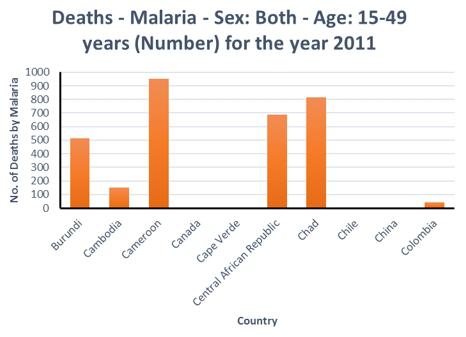 Deaths - Malaria - Sex: Both - Age: 15-49
years (Number) for the year 2011
No. of Deaths by Malaria
1000
900
800
700
600
500
400
300
200
100
0
Burundi
Cambodia
Cameroon
Canada
Cape Verde
Central African Republic
Chad
Chile
China
Colombia
Country